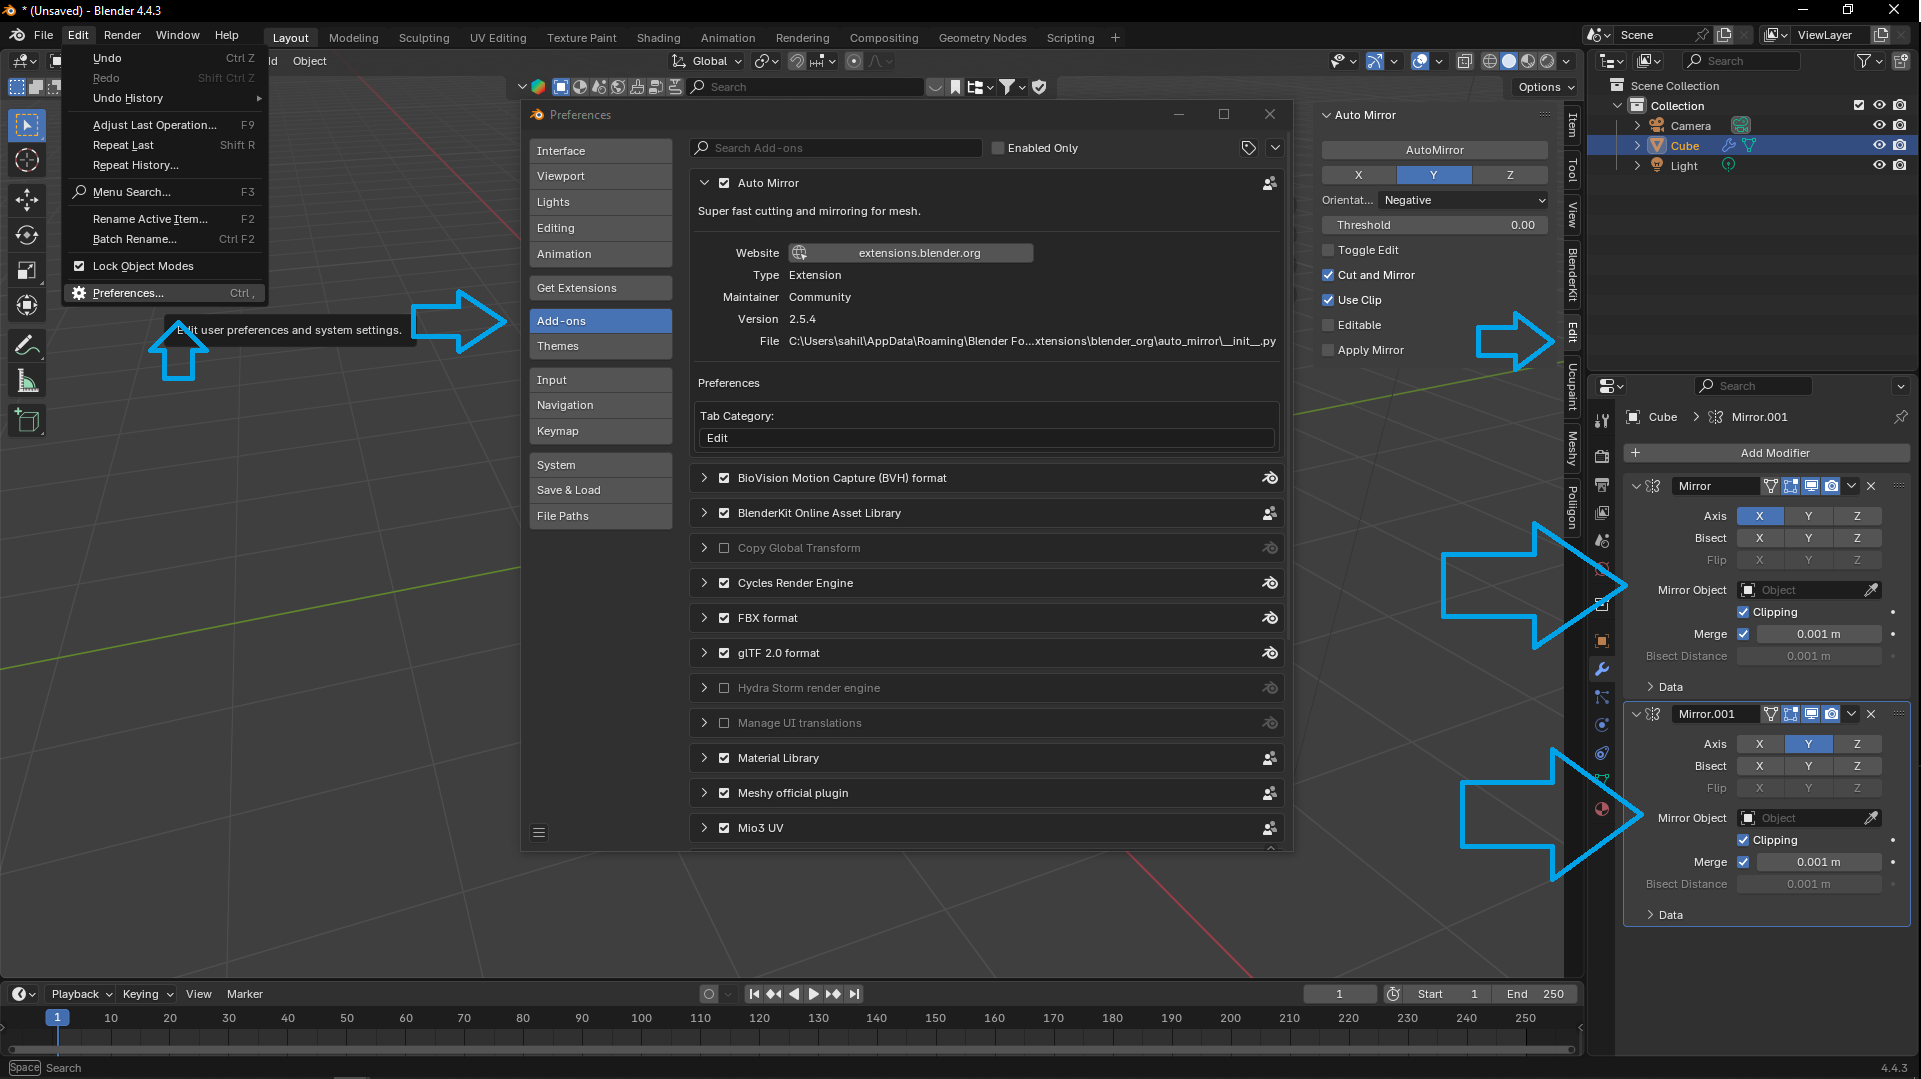 * (Unsaved) - Blender 4.4.3
File Edit Render Window Help
Layout Modeling Sculpting UV Editing Texture Paint Shading Animation Rendering Compositing Geometry Nodes Scripting +
Scene
ViewLayer
Undo Ctrl Z
Redo Shift Ctrl Z
Undo History
Adjust Last Operation... F9
Repeat Last Shift R
Repeat History...
Menu Search... F3
Rename Active Item... F2
Batch Rename... Ctrl F2
Lock Object Modes
Preferences... Ctrl ,
Edit user preferences and system settings.
Object
Global
Search
Options
Preferences
Interface
Viewport
Lights
Editing
Animation
Get Extensions
Add-ons
Themes
Input
Navigation
Keymap
System
Save & Load
File Paths
Search Add-ons
Enabled Only
Auto Mirror
Super fast cutting and mirroring for mesh.
Website extensions.blender.org
Type Extension
Maintainer Community
Version 2.5.4
File C:\Users\sahil\AppData\Roaming\Blender Fo...xtensions\blender_org\auto_mirror\__init__.py
Preferences
Tab Category:
Edit
BioVision Motion Capture (BVH) format
BlenderKit Online Asset Library
Copy Global Transform
Cycles Render Engine
FBX format
glTF 2.0 format
Hydra Storm render engine
Manage UI translations
Material Library
Meshy official plugin
Mio3 UV
Auto Mirror
AutoMirror
X Y Z
Orientat... Negative
Threshold 0.00
Toggle Edit
Cut and Mirror
Use Clip
Editable
Apply Mirror
Item
Tool
View
BlenderKit
Edit
Ucupaint
Meshy
Poliigon
Search
Scene Collection
Collection
Camera
Cube
Light
Search
Cube > Mirror.001
+ Add Modifier
Mirror
Axis X Y Z
Bisect X Y Z
Flip X Y Z
Mirror Object Object
Clipping
Merge 0.001 m
Bisect Distance 0.001 m
Data
Mirror.001
Axis X Y Z
Bisect X Y Z
Flip X Y Z
Mirror Object Object
Clipping
Merge 0.001 m
Bisect Distance 0.001 m
Data
Playback Keying View Marker
1 Start 1 End 250
1 10 20 30 40 50 60 70 80 90 100 110 120 130 140 150 160 170 180 190 200 210 220 230 240 250
Space Search
4.4.3